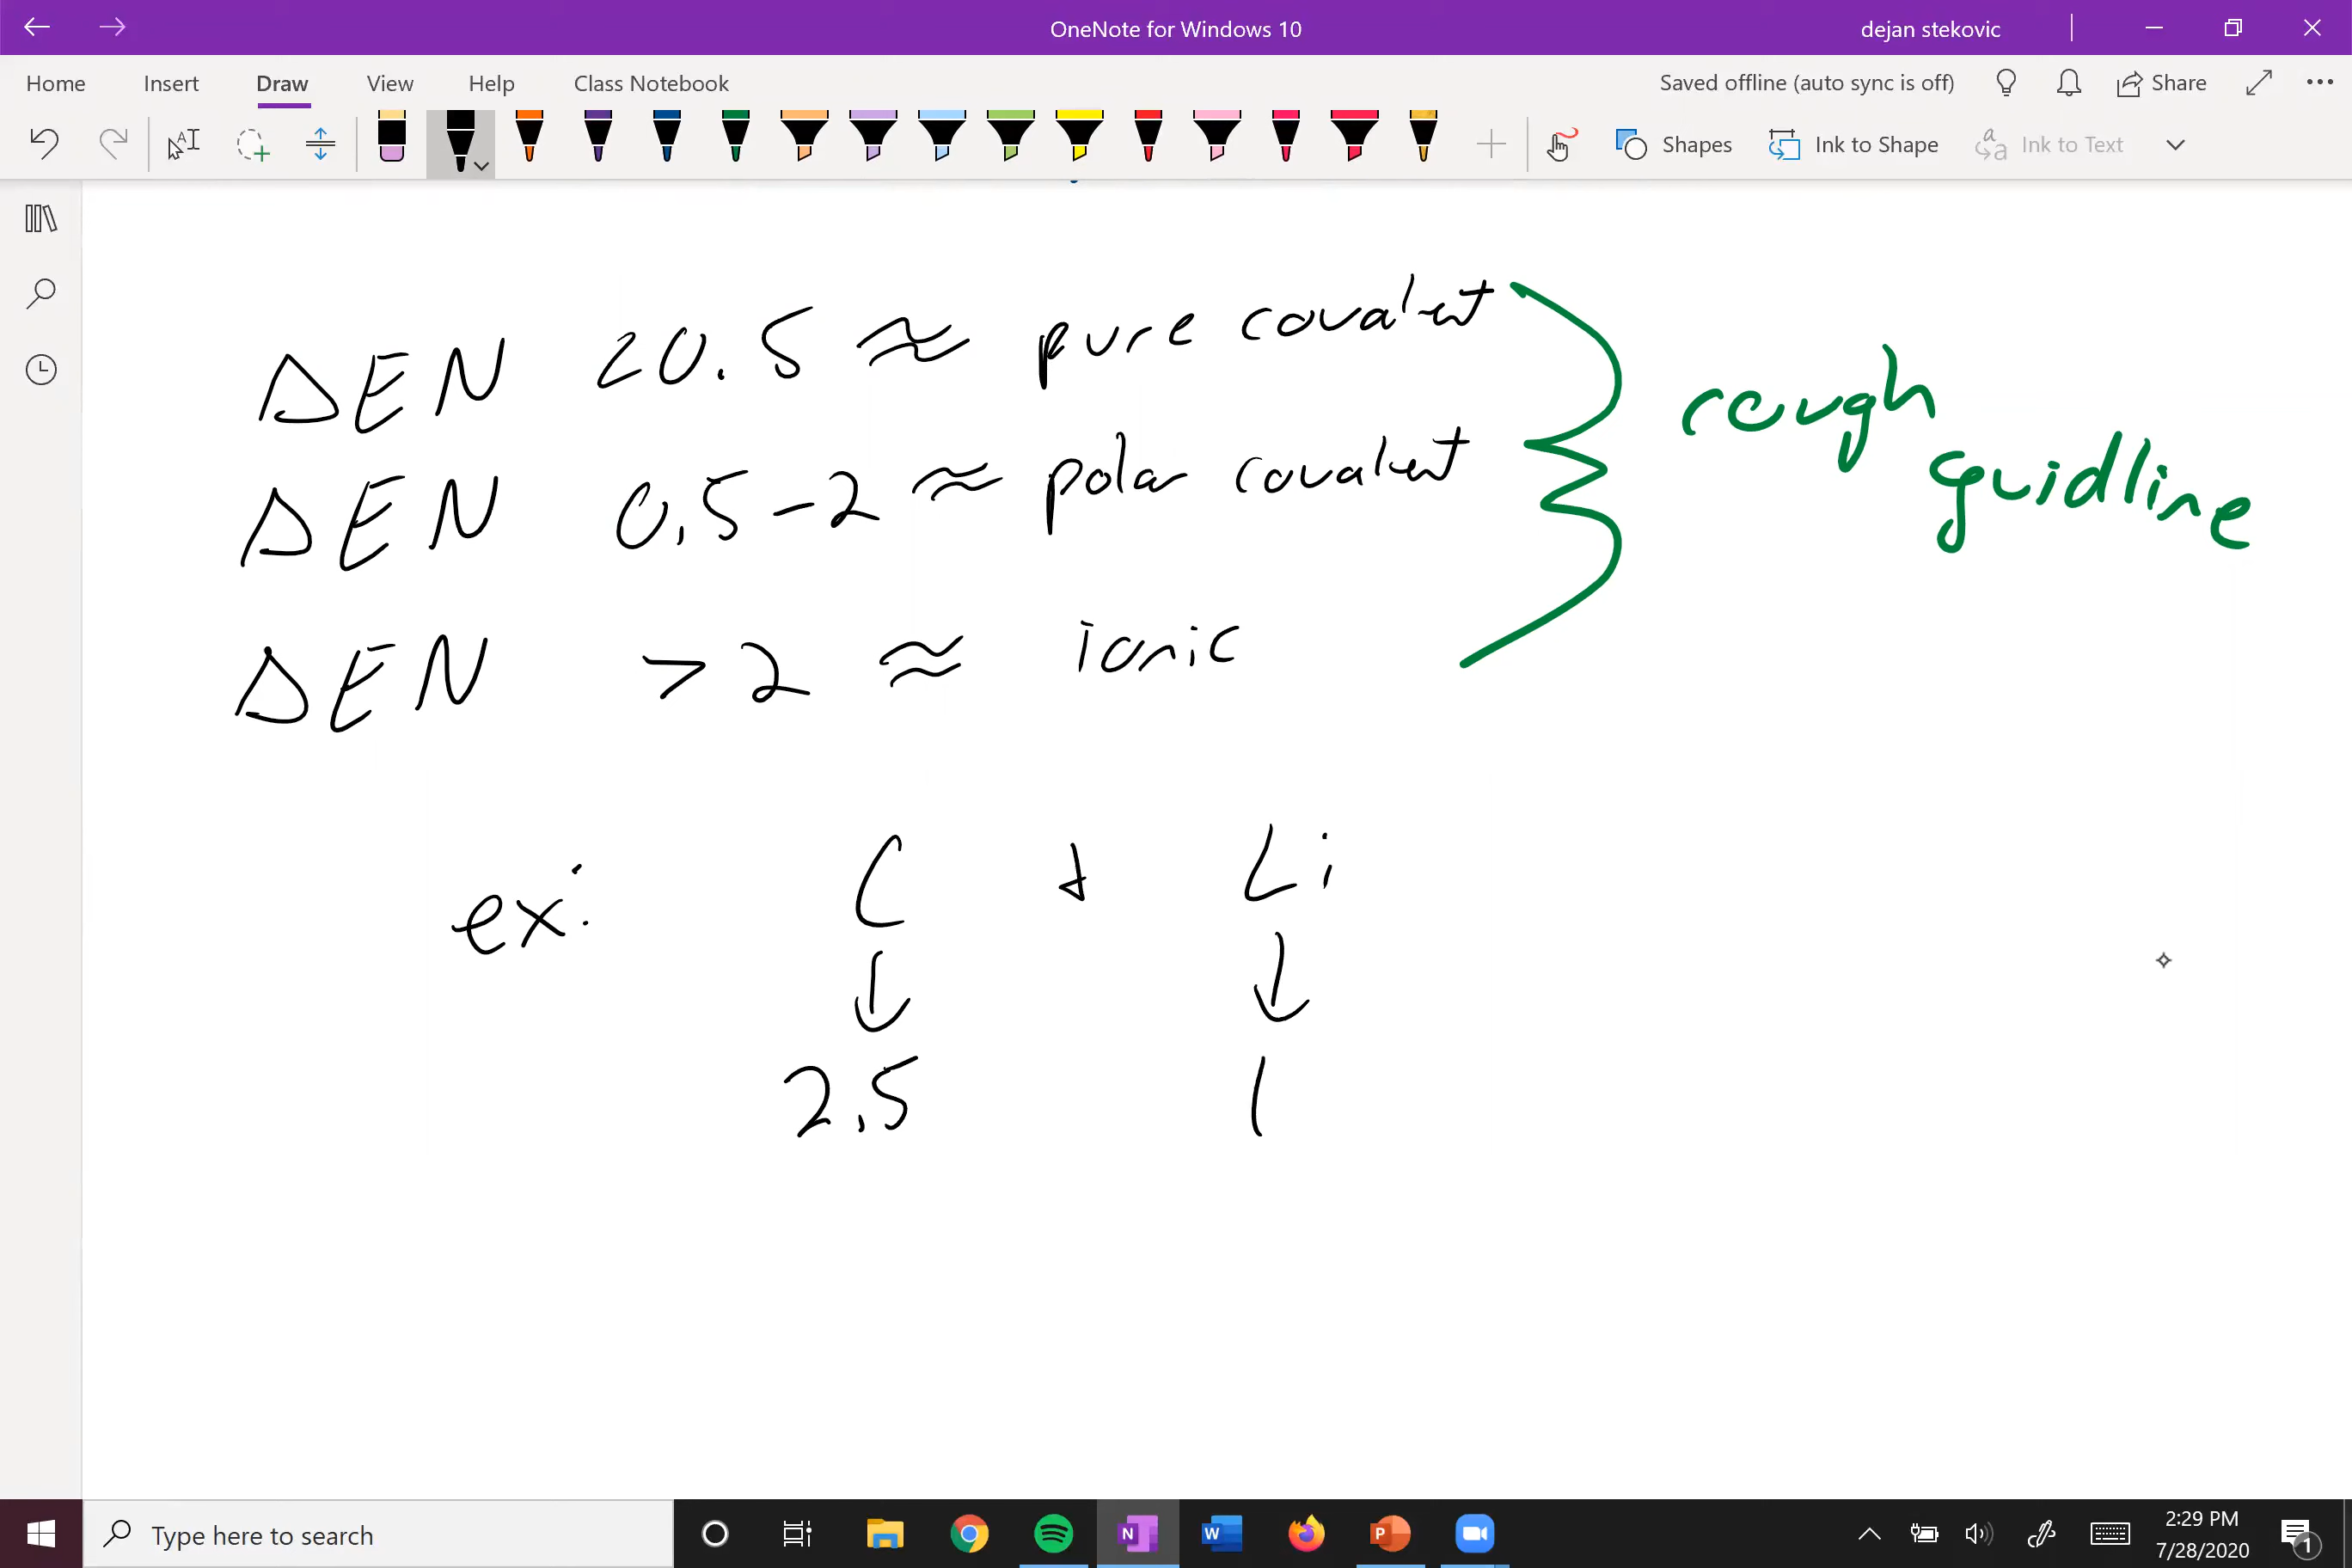 OneNote for Windows 10
dejan stekovic
Home Insert Draw View Help Class Notebook
Saved offline (auto sync is off) Share
Shapes Ink to Shape Ink to Text
ΔEN <0.5 ≈ pure covalent
ΔEN 0.5-2 ≈ polar covalent
ΔEN >2 ≈ ionic
rough
guidline
ex: C + Li
↓ ↓
2.5 1
Type here to search
2:29 PM
7/28/2020
1